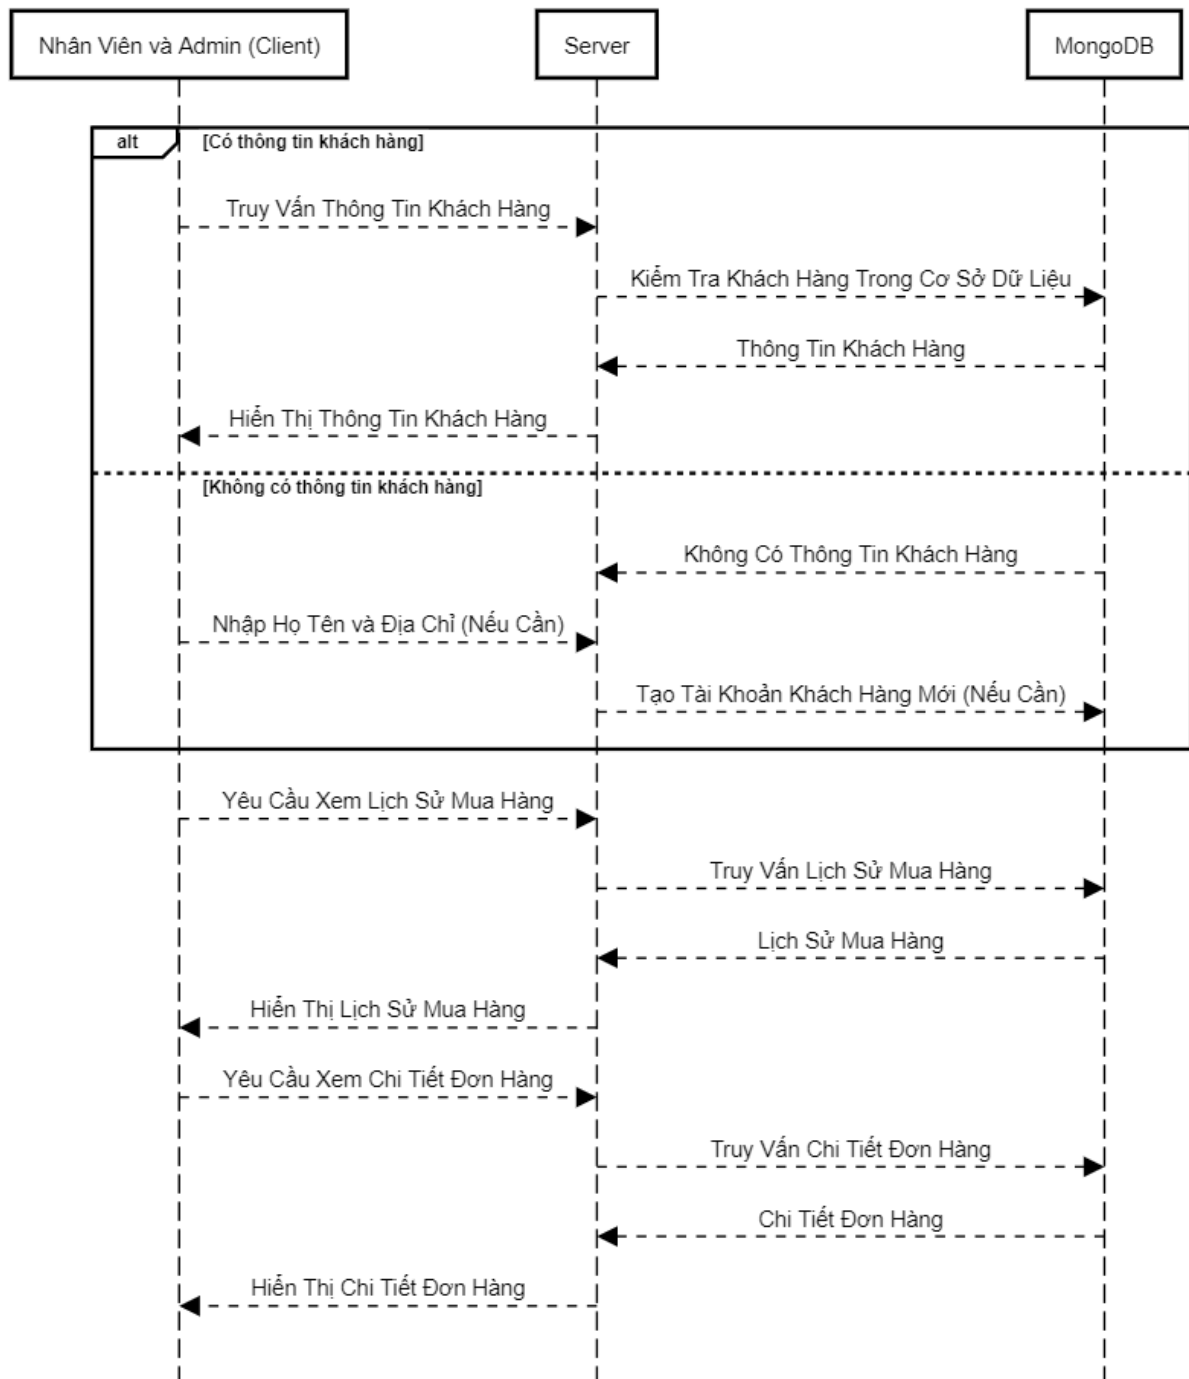 Nhân Viên và Admin (Client)
Server
MongoDB
alt
[Có thông tin khách hàng]
Truy Vấn Thông Tin Khách Hàng
Kiểm Tra Khách Hàng Trong Cơ Sở Dữ Liệu
Thông Tin Khách Hàng
Hiển Thị Thông Tin Khách Hàng
[Không có thông tin khách hàng]
Không Có Thông Tin Khách Hàng
Nhập Họ Tên và Địa Chỉ (Nếu Cần)
Tạo Tài Khoản Khách Hàng Mới (Nếu Cần)
Yêu Cầu Xem Lịch Sử Mua Hàng
Truy Vấn Lịch Sử Mua Hàng
Lịch Sử Mua Hàng
Hiển Thị Lịch Sử Mua Hàng
Yêu Cầu Xem Chi Tiết Đơn Hàng
Truy Vấn Chi Tiết Đơn Hàng
Chi Tiết Đơn Hàng
Hiển Thị Chi Tiết Đơn Hàng